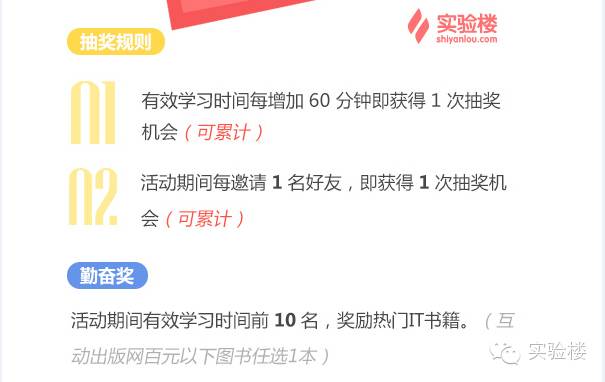 实验楼
shiyanlou.com
抽奖规则
01
有效学习时间每增加 60 分钟即获得 1 次抽奖
机会（可累计）
02
活动期间每邀请 1 名好友，即获得 1 次抽奖机
会（可累计）
勤奋奖
活动期间有效学习时间前 10 名，奖励热门IT书籍。（互
动出版网百元以下图书任选1本）
实验楼